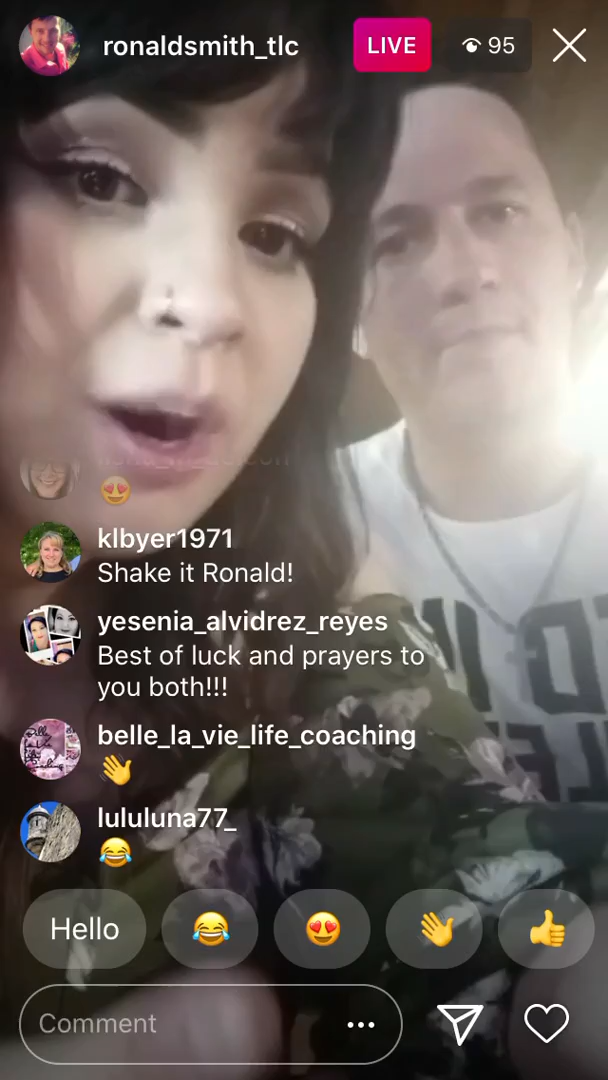 ronaldsmith_tlc
LIVE
95
klbyer1971
Shake it Ronald!
yesenia_alvidrez_reyes
Best of luck and prayers to
you both!!!
belle_la_vie_life_coaching
👋
lululuna77_
😂
Hello
Comment